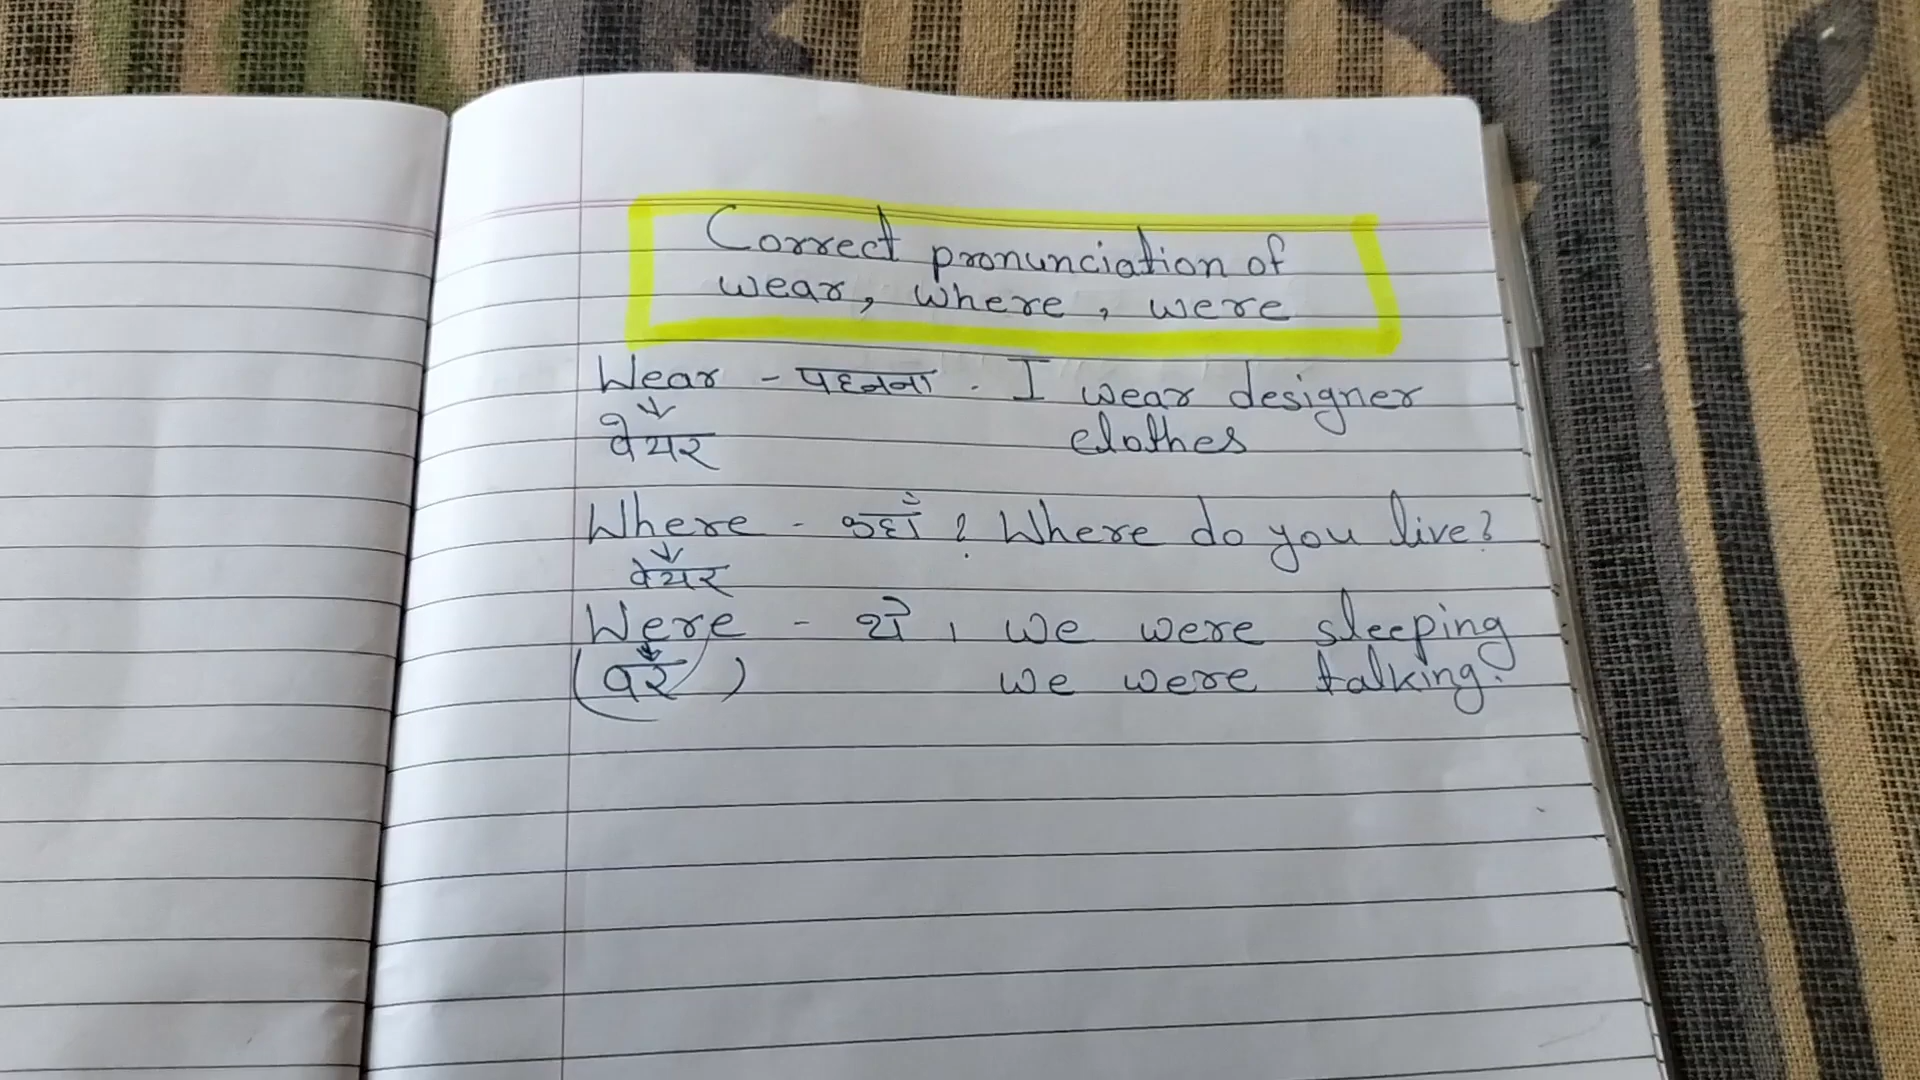 Correct pronunciation of
wear, where, were
Wear - पहनना . I wear designer
clothes
वेयर
Where - कहाँ ? Where do you live?
वेयर
Were - थे , we were sleeping
(वर) we were talking.